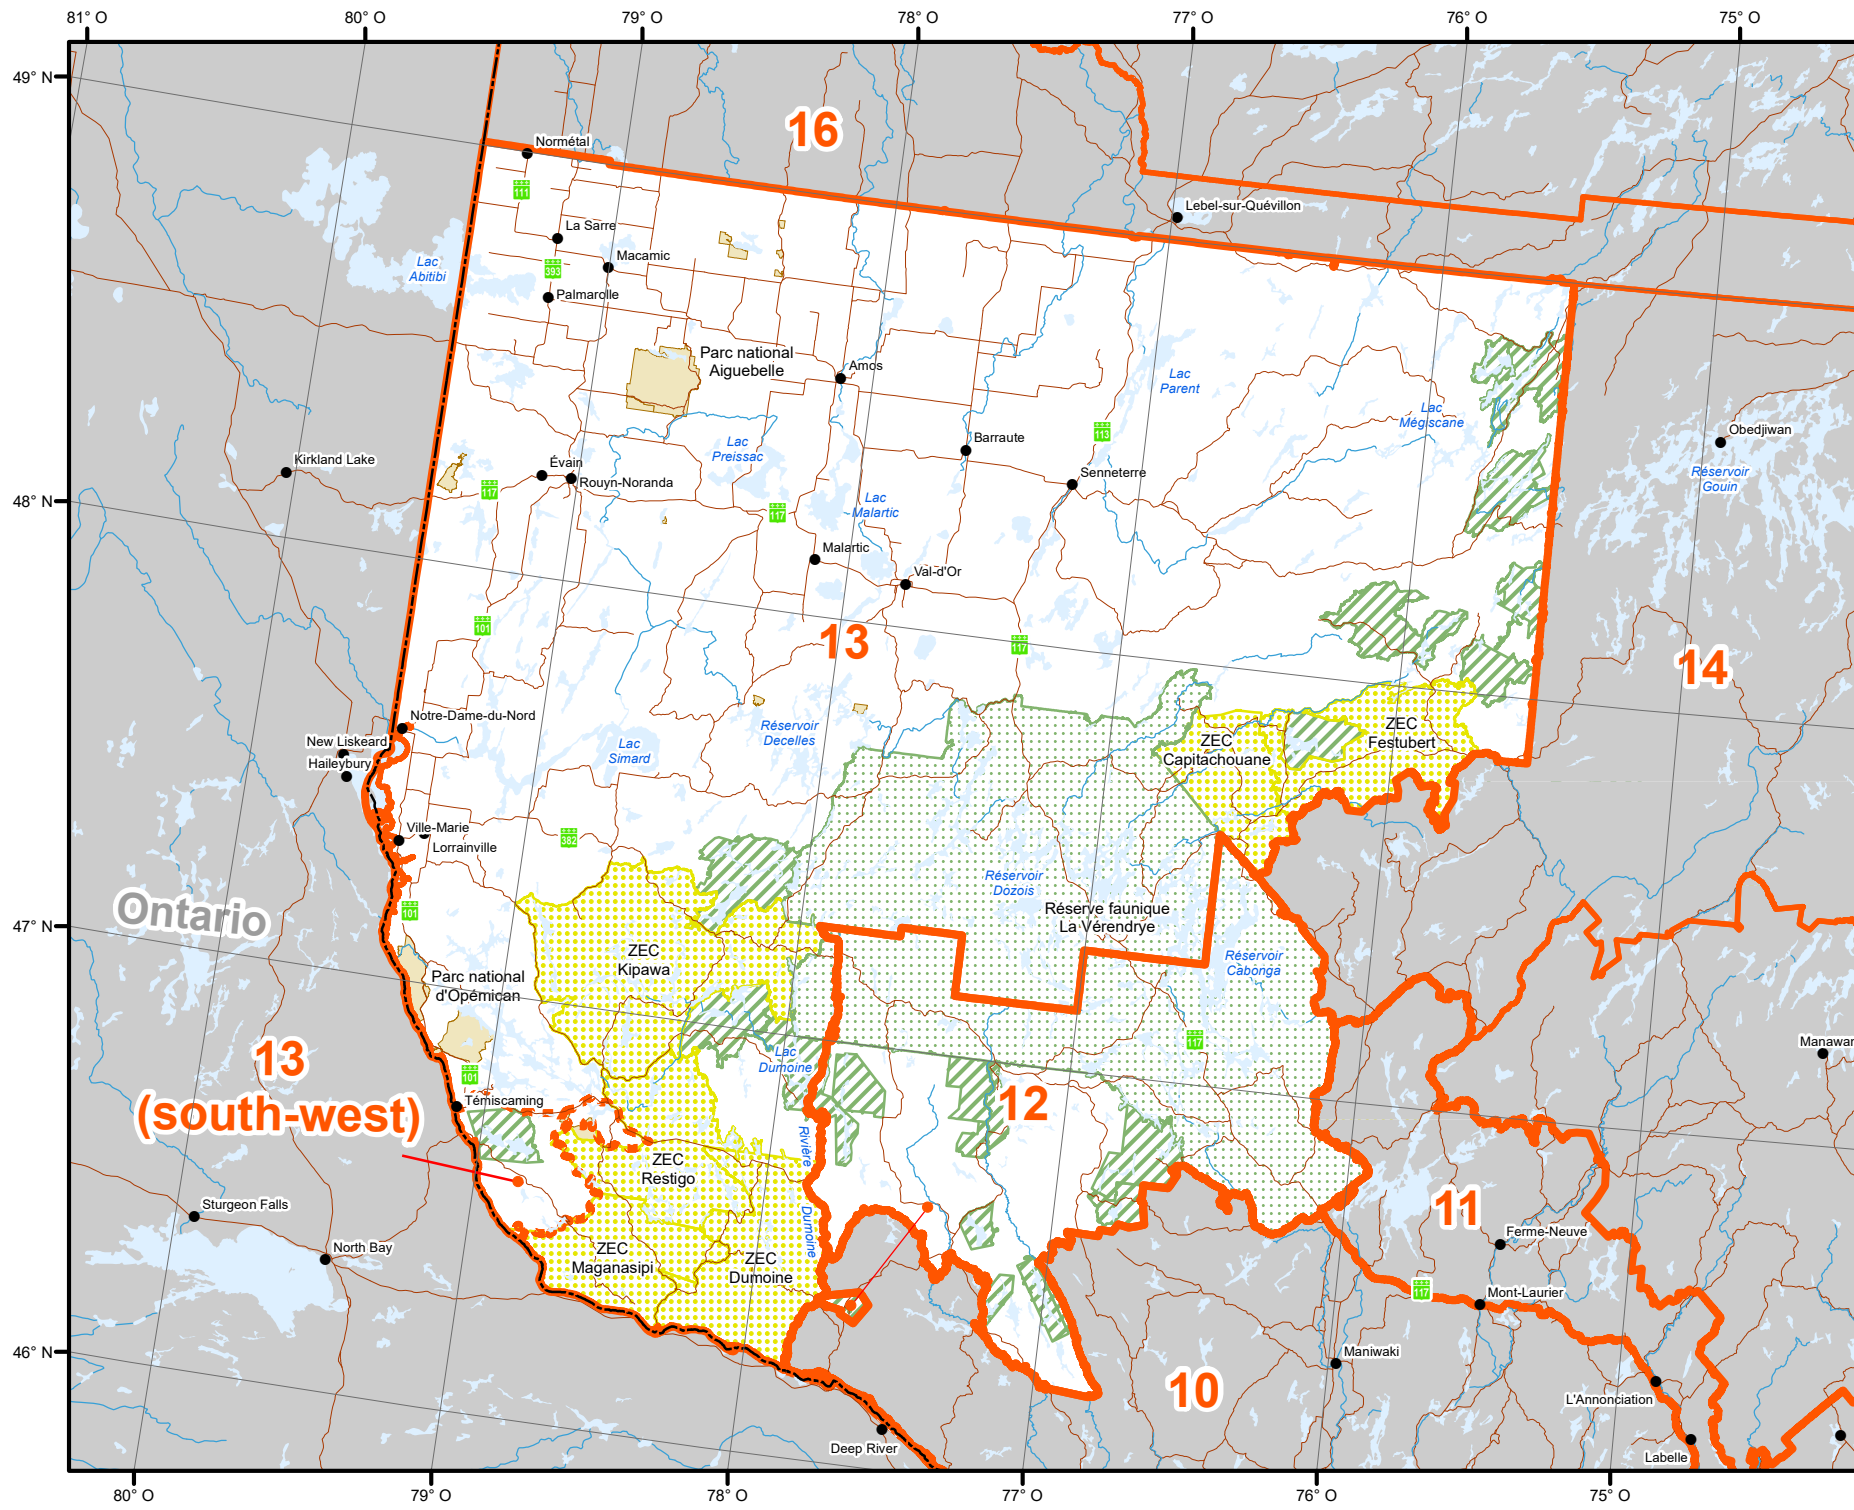 81° O
80° O
79° O
78° O
77° O
76° O
75° O
49° N
16
Normétal
111
Lebel-sur-Quévillon
La Sarre
Macamic
Lac
Abitibi
393
Palmarolle
Parc national
Aiguebelle
Amos
Lac
Parent
Lac
Mégiscane
Obedjiwan
Barraute
113
Lac
Preissac
Kirkland Lake
Évain
Rouyn-Noranda
Senneterre
Réservoir
Gouin
48° N
117
117
Lac
Malartic
Malartic
Val-d'Or
101
13
117
14
Notre-Dame-du-Nord
New Liskeard
Haileybury
Lac
Simard
Réservoir
Decelles
ZEC
Capitachouane
ZEC
Festubert
Ville-Marie
Lorrainville
382
Réservoir
Dozois
Réserve faunique
La Vérendrye
101
Ontario
47° N
ZEC
Kipawa
Réservoir
Cabonga
Parc national
d'Opémican
117
Manawan
13
(south-west)
101
Témiscaming
Lac
Dumoine
12
Rivière
Dumoine
ZEC
Restigo
Sturgeon Falls
North Bay
11
Ferme-Neuve
ZEC
Maganasipi
ZEC
Dumoine
117
Mont-Laurier
46° N
Maniwaki
10
L'Annonciation
Deep River
Labelle
80° O
79° O
78° O
77° O
76° O
75° O